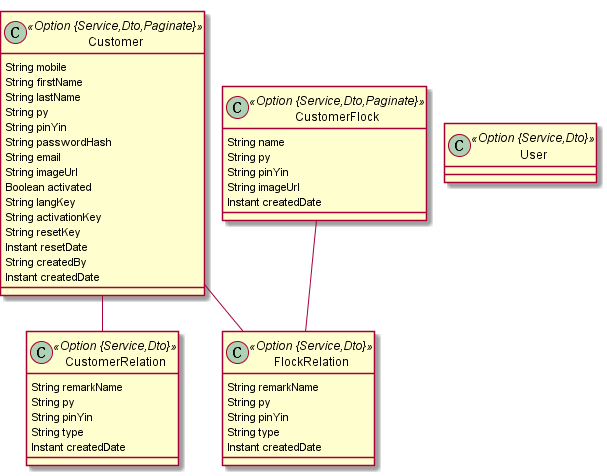 C «Option {Service,Dto,Paginate}»
Customer
String mobile
String firstName
String lastName
String py
String pinYin
String passwordHash
String email
String imageUrl
Boolean activated
String langKey
String activationKey
String resetKey
Instant resetDate
String createdBy
Instant createdDate
C «Option {Service,Dto,Paginate}»
CustomerFlock
String name
String py
String pinYin
String imageUrl
Instant createdDate
C «Option {Service,Dto}»
User
C «Option {Service,Dto}»
CustomerRelation
String remarkName
String py
String pinYin
String type
Instant createdDate
C «Option {Service,Dto}»
FlockRelation
String remarkName
String py
String pinYin
String type
Instant createdDate